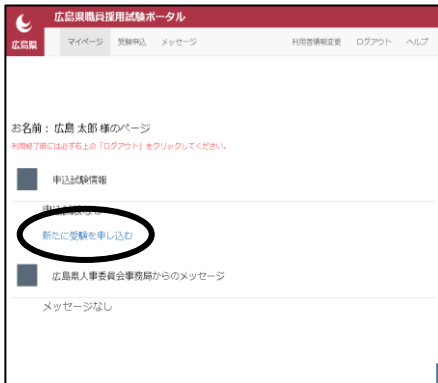 広島県職員採用試験ポータル
広島県
マイページ 受験申込 メッセージ 利用者情報変更 ログアウト ヘルプ
お名前：広島 太郎 様のページ
利用終了時には必ず右上の「ログアウト」をクリックしてください。
申込試験情報
新たに受験を申し込む
広島県人事委員会事務局からのメッセージ
メッセージなし